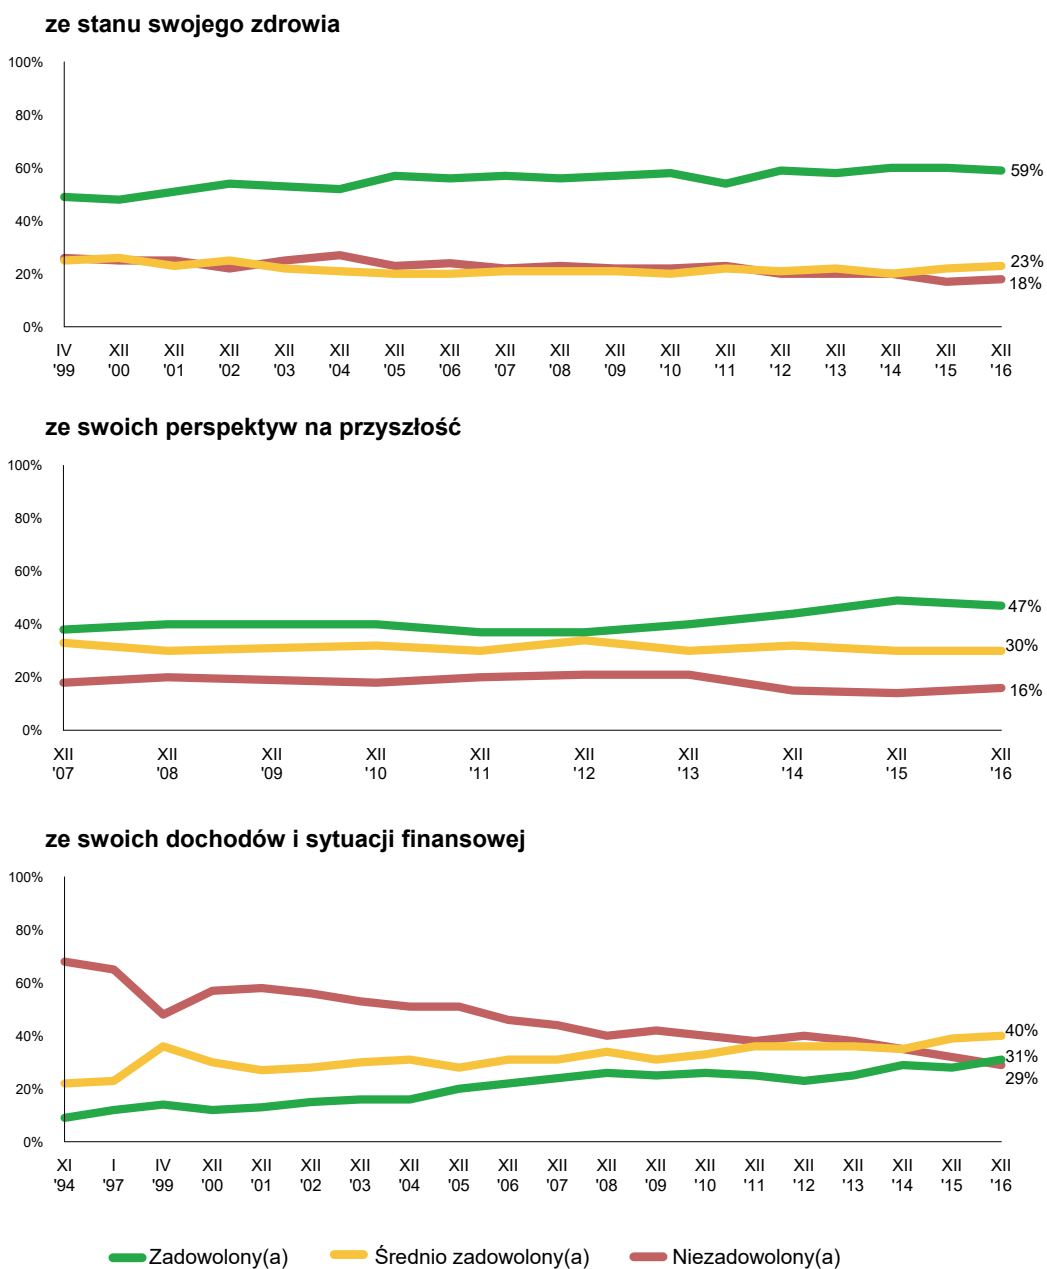 ze stanu swojego zdrowia
100%
80%
60%
40%
20%
0%
59%
23%
18%
IV XII XII XII XII XII XII XII XII XII XII XII XII XII XII XII XII XII
'99 '00 '01 '02 '03 '04 '05 '06 '07 '08 '09 '10 '11 '12 '13 '14 '15 '16
ze swoich perspektyw na przyszłość
100%
80%
60%
40%
20%
0%
47%
30%
16%
XII XII XII XII XII XII XII XII XII XII
'07 '08 '09 '10 '11 '12 '13 '14 '15 '16
ze swoich dochodów i sytuacji finansowej
100%
80%
60%
40%
20%
0%
40%
31%
29%
XI I IV XII XII XII XII XII XII XII XII XII XII XII XII XII XII XII XII XII
'94 '97 '99 '00 '01 '02 '03 '04 '05 '06 '07 '08 '09 '10 '11 '12 '13 '14 '15 '16
Zadowolony(a) Średnio zadowolony(a) Niezadowolony(a)